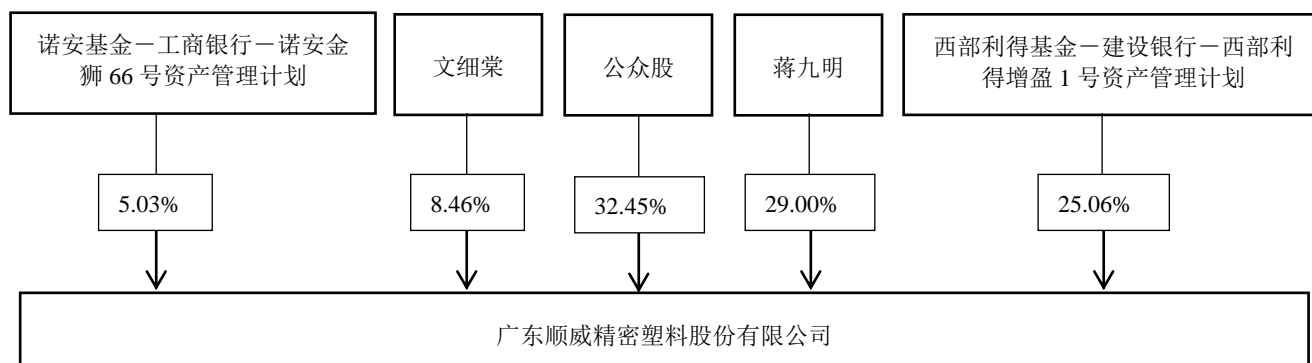 诺安基金－工商银行－诺安金
狮 66 号资产管理计划
文细棠
公众股
蒋九明
西部利得基金－建设银行－西部利
得增盈 1 号资产管理计划
5.03%
8.46%
32.45%
29.00%
25.06%
广东顺威精密塑料股份有限公司